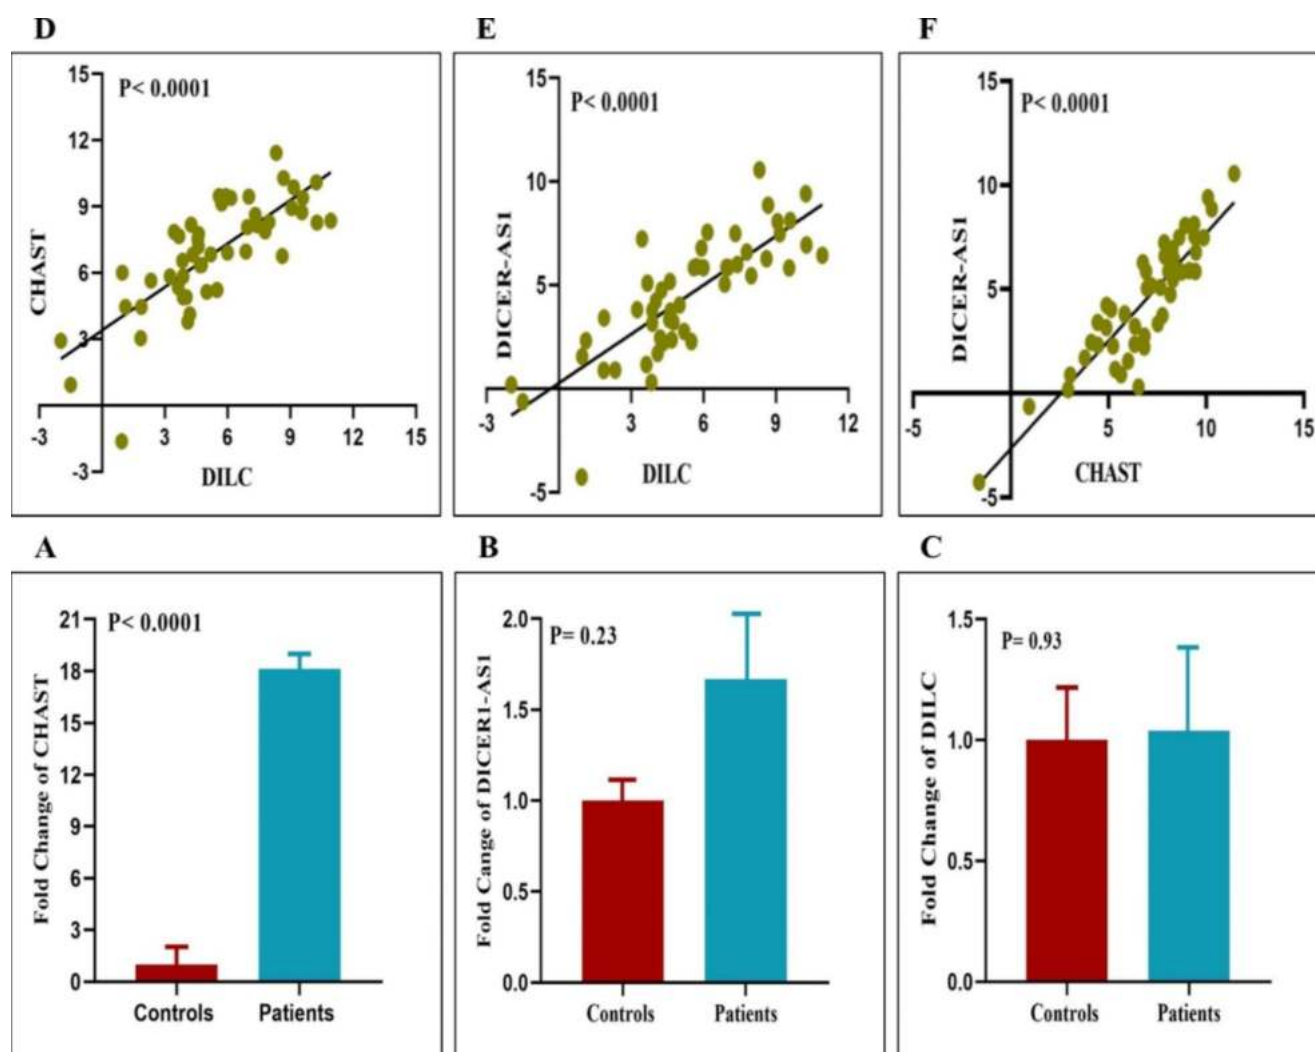 D
E
F
P< 0.0001
CHAST
15
12
9
6
3
-3
-3
3
6
9
12
15
DILC
P< 0.0001
DICER-AS1
15
10
5
-5
-3
3
6
9
12
DILC
P< 0.0001
DICER-AS1
15
10
5
-5
-5
5
10
15
CHAST
A
B
C
P< 0.0001
Fold Change of CHAST
21
18
15
12
9
6
3
0
Controls
Patients
P= 0.23
Fold Cange of DICER1-AS1
2.0
1.5
1.0
0.5
0.0
Controls
Patients
P= 0.93
Fold Change of DILC
1.5
1.0
0.5
0.0
Controls
Patients